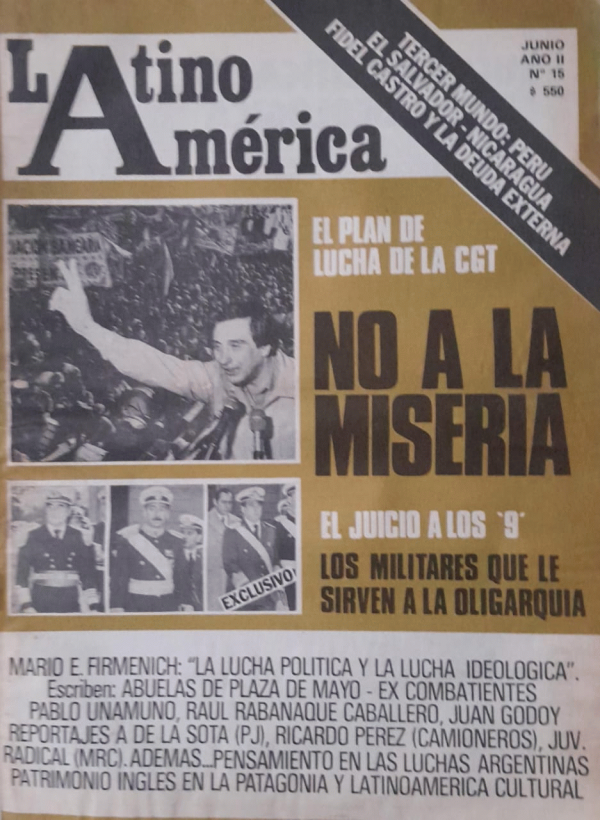 Latino
América
TERCER MUNDO: PERU
EL SALVADOR - NICARAGUA
FIDEL CASTRO Y LA DEUDA EXTERNA
JUNIO
AÑO II
Nº 15
$ 550
EL PLAN DE
LUCHA DE LA CGT
NO A LA
MISERIA
EL JUICIO A LOS '9'
LOS MILITARES QUE LE
SIRVEN A LA OLIGARQUIA
EXCLUSIVO!
MARIO E. FIRMENICH: "LA LUCHA POLITICA Y LA LUCHA IDEOLOGICA".
Escriben: ABUELAS DE PLAZA DE MAYO - EX COMBATIENTES
PABLO UNAMUNO, RAUL RABANAQUE CABALLERO, JUAN GODOY
REPORTAJES A DE LA SOTA (PJ), RICARDO PEREZ (CAMIONEROS), JUV.
RADICAL (MRC). ADEMAS...PENSAMIENTO EN LAS LUCHAS ARGENTINAS
PATRIMONIO INGLES EN LA PATAGONIA Y LATINOAMERICA CULTURAL